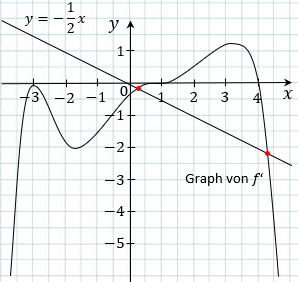 y = −1/2 x
y
1
−3 −2 −1 0 1 2 3 4 x
−1
−2
−3
Graph von f'
−4
−5